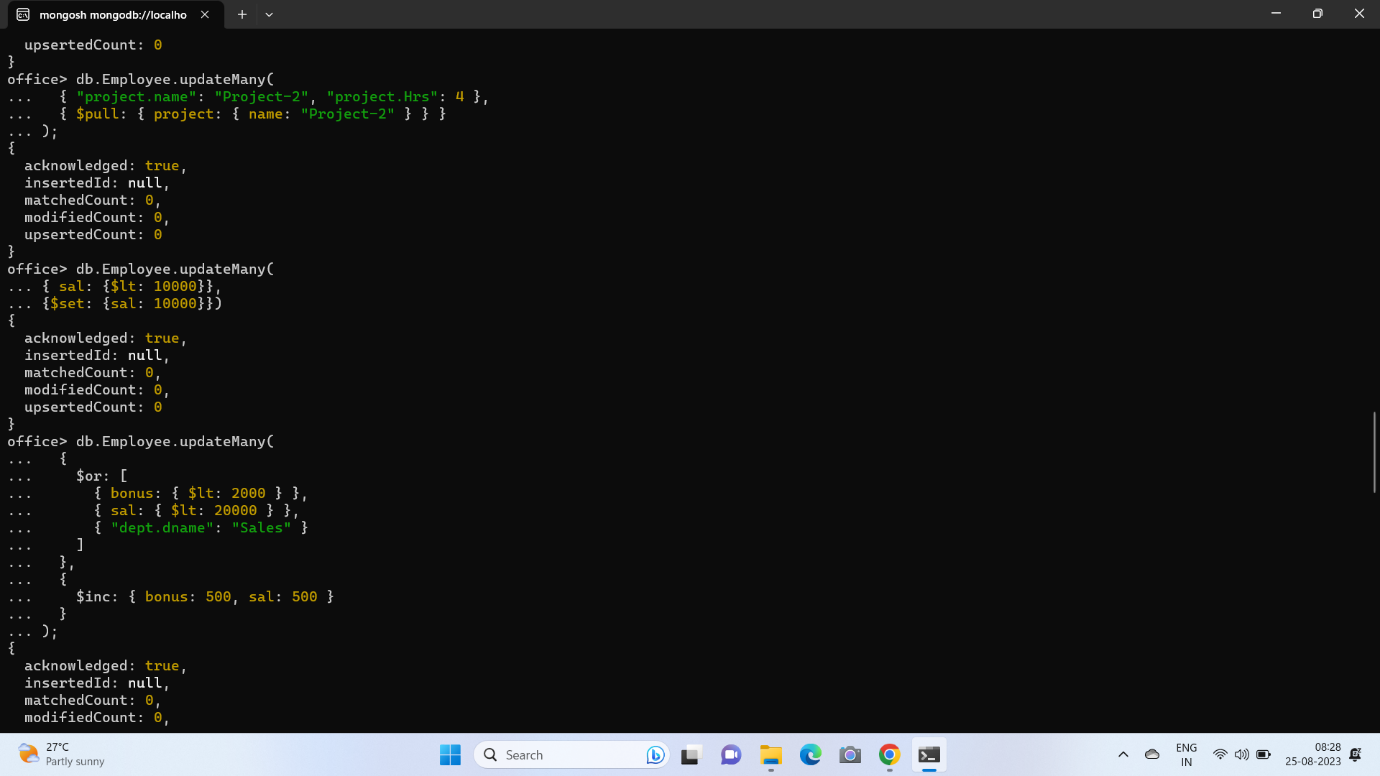 mongosh mongodb://localho
  upsertedCount: 0
}
office> db.Employee.updateMany(
...   { "project.name": "Project-2", "project.Hrs": 4 },
...   { $pull: { project: { name: "Project-2" } } }
... );
{
  acknowledged: true,
  insertedId: null,
  matchedCount: 0,
  modifiedCount: 0,
  upsertedCount: 0
}
office> db.Employee.updateMany(
... { sal: {$lt: 10000}},
... {$set: {sal: 10000}})
{
  acknowledged: true,
  insertedId: null,
  matchedCount: 0,
  modifiedCount: 0,
  upsertedCount: 0
}
office> db.Employee.updateMany(
...   {
...     $or: [
...       { bonus: { $lt: 2000 } },
...       { sal: { $lt: 20000 } },
...       { "dept.dname": "Sales" }
...     ]
...   },
...   {
...     $inc: { bonus: 500, sal: 500 }
...   }
... );
{
  acknowledged: true,
  insertedId: null,
  matchedCount: 0,
  modifiedCount: 0,
27°C
Partly sunny
Search
ENG
IN
08:28
25-08-2023